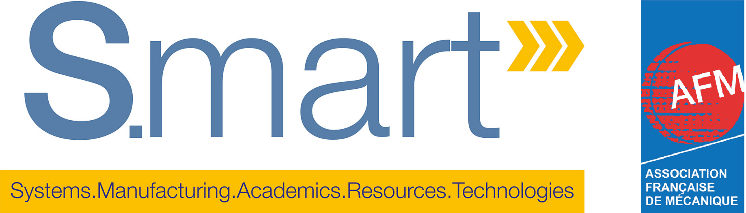 S.mart
Systems.Manufacturing.Academics.Resources.Technologies
AFM
ASSOCIATION
FRANÇAISE
DE MÉCANIQUE